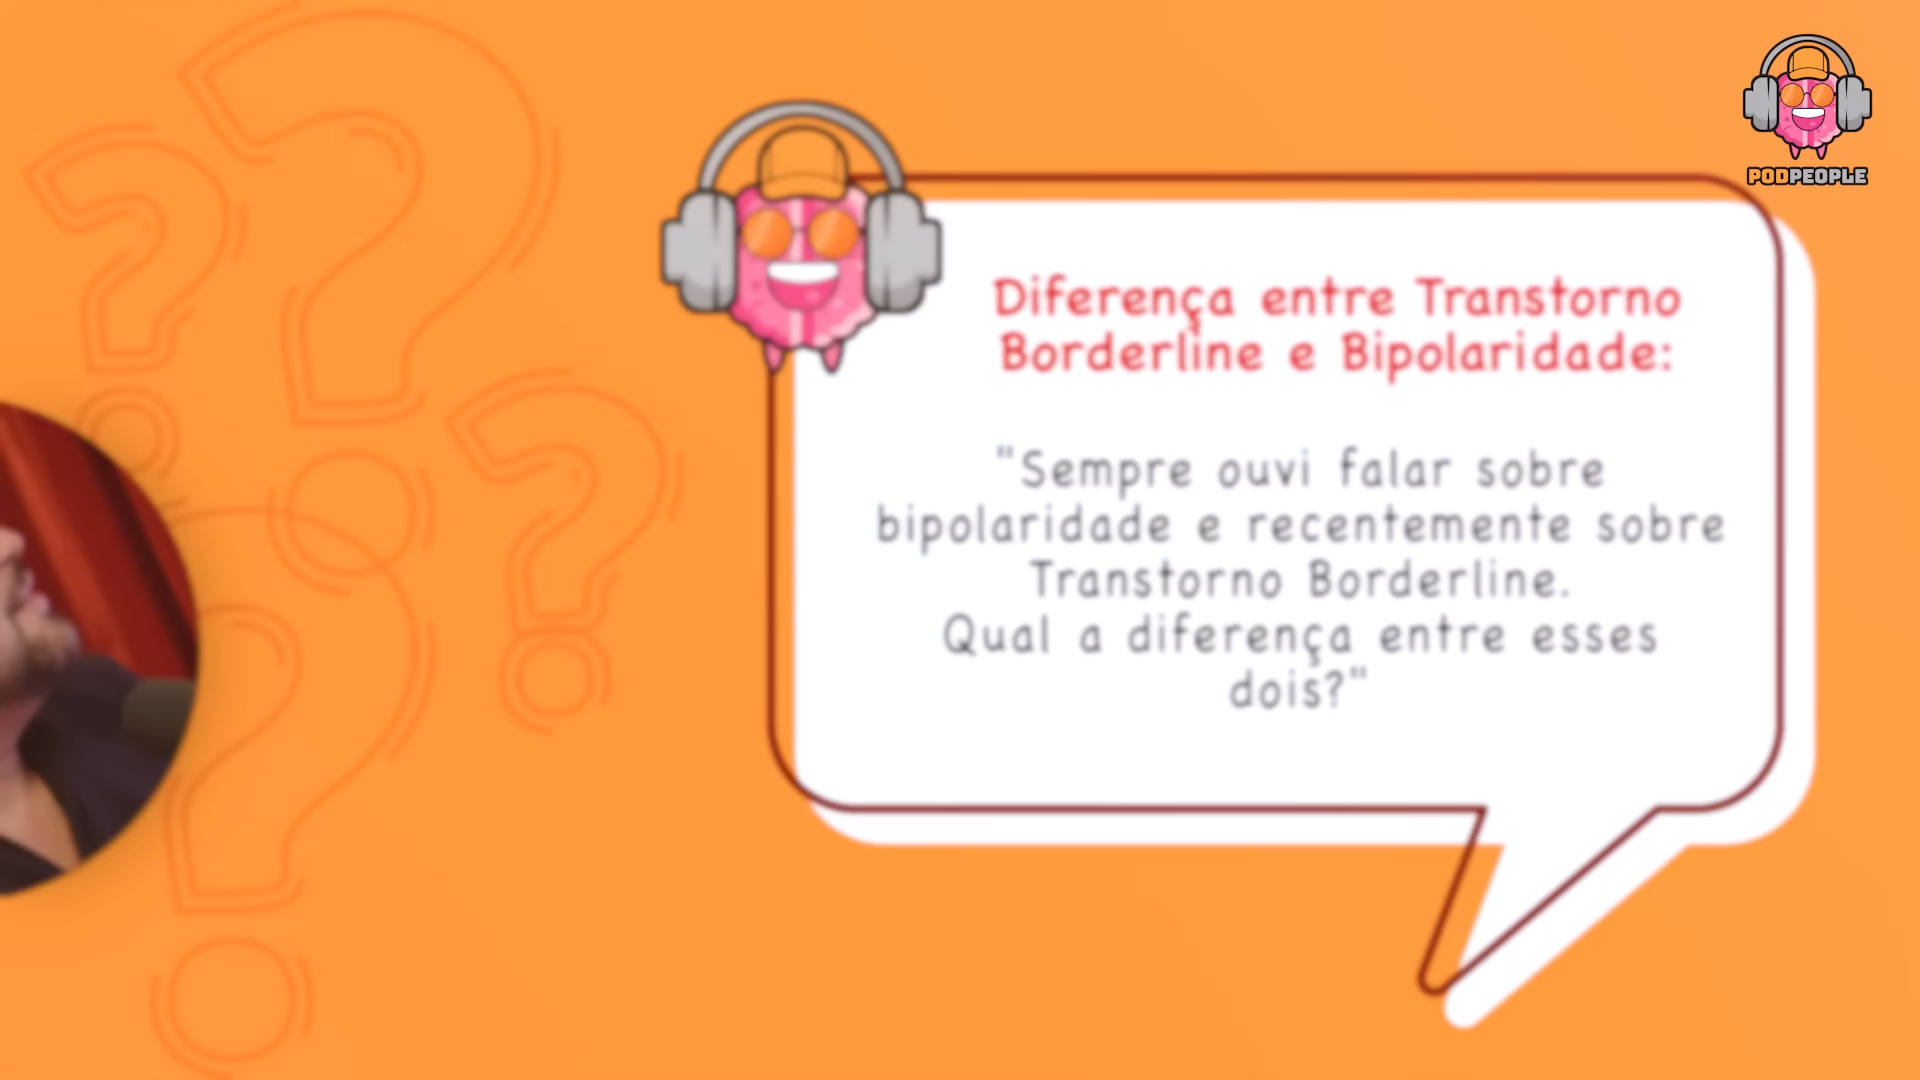 PODPEOPLE
Diferença entre Transtorno
Borderline e Bipolaridade:
"Sempre ouvi falar sobre
bipolaridade e recentemente sobre
Transtorno Borderline.
Qual a diferença entre esses
dois?"